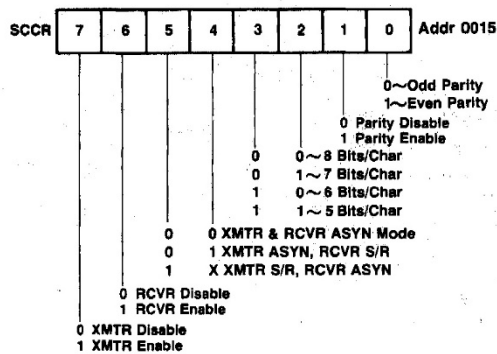 SCCR 7 6 5 4 3 2 1 0 Addr 0015
0~Odd Parity
1~Even Parity
0 Parity Disable
1 Parity Enable
0 0~8 Bits/Char
0 1~7 Bits/Char
1 0~6 Bits/Char
1 1~5 Bits/Char
0 0 XMTR & RCVR ASYN Mode
0 1 XMTR ASYN, RCVR S/R
1 X XMTR S/R, RCVR ASYN
0 RCVR Disable
1 RCVR Enable
0 XMTR Disable
1 XMTR Enable